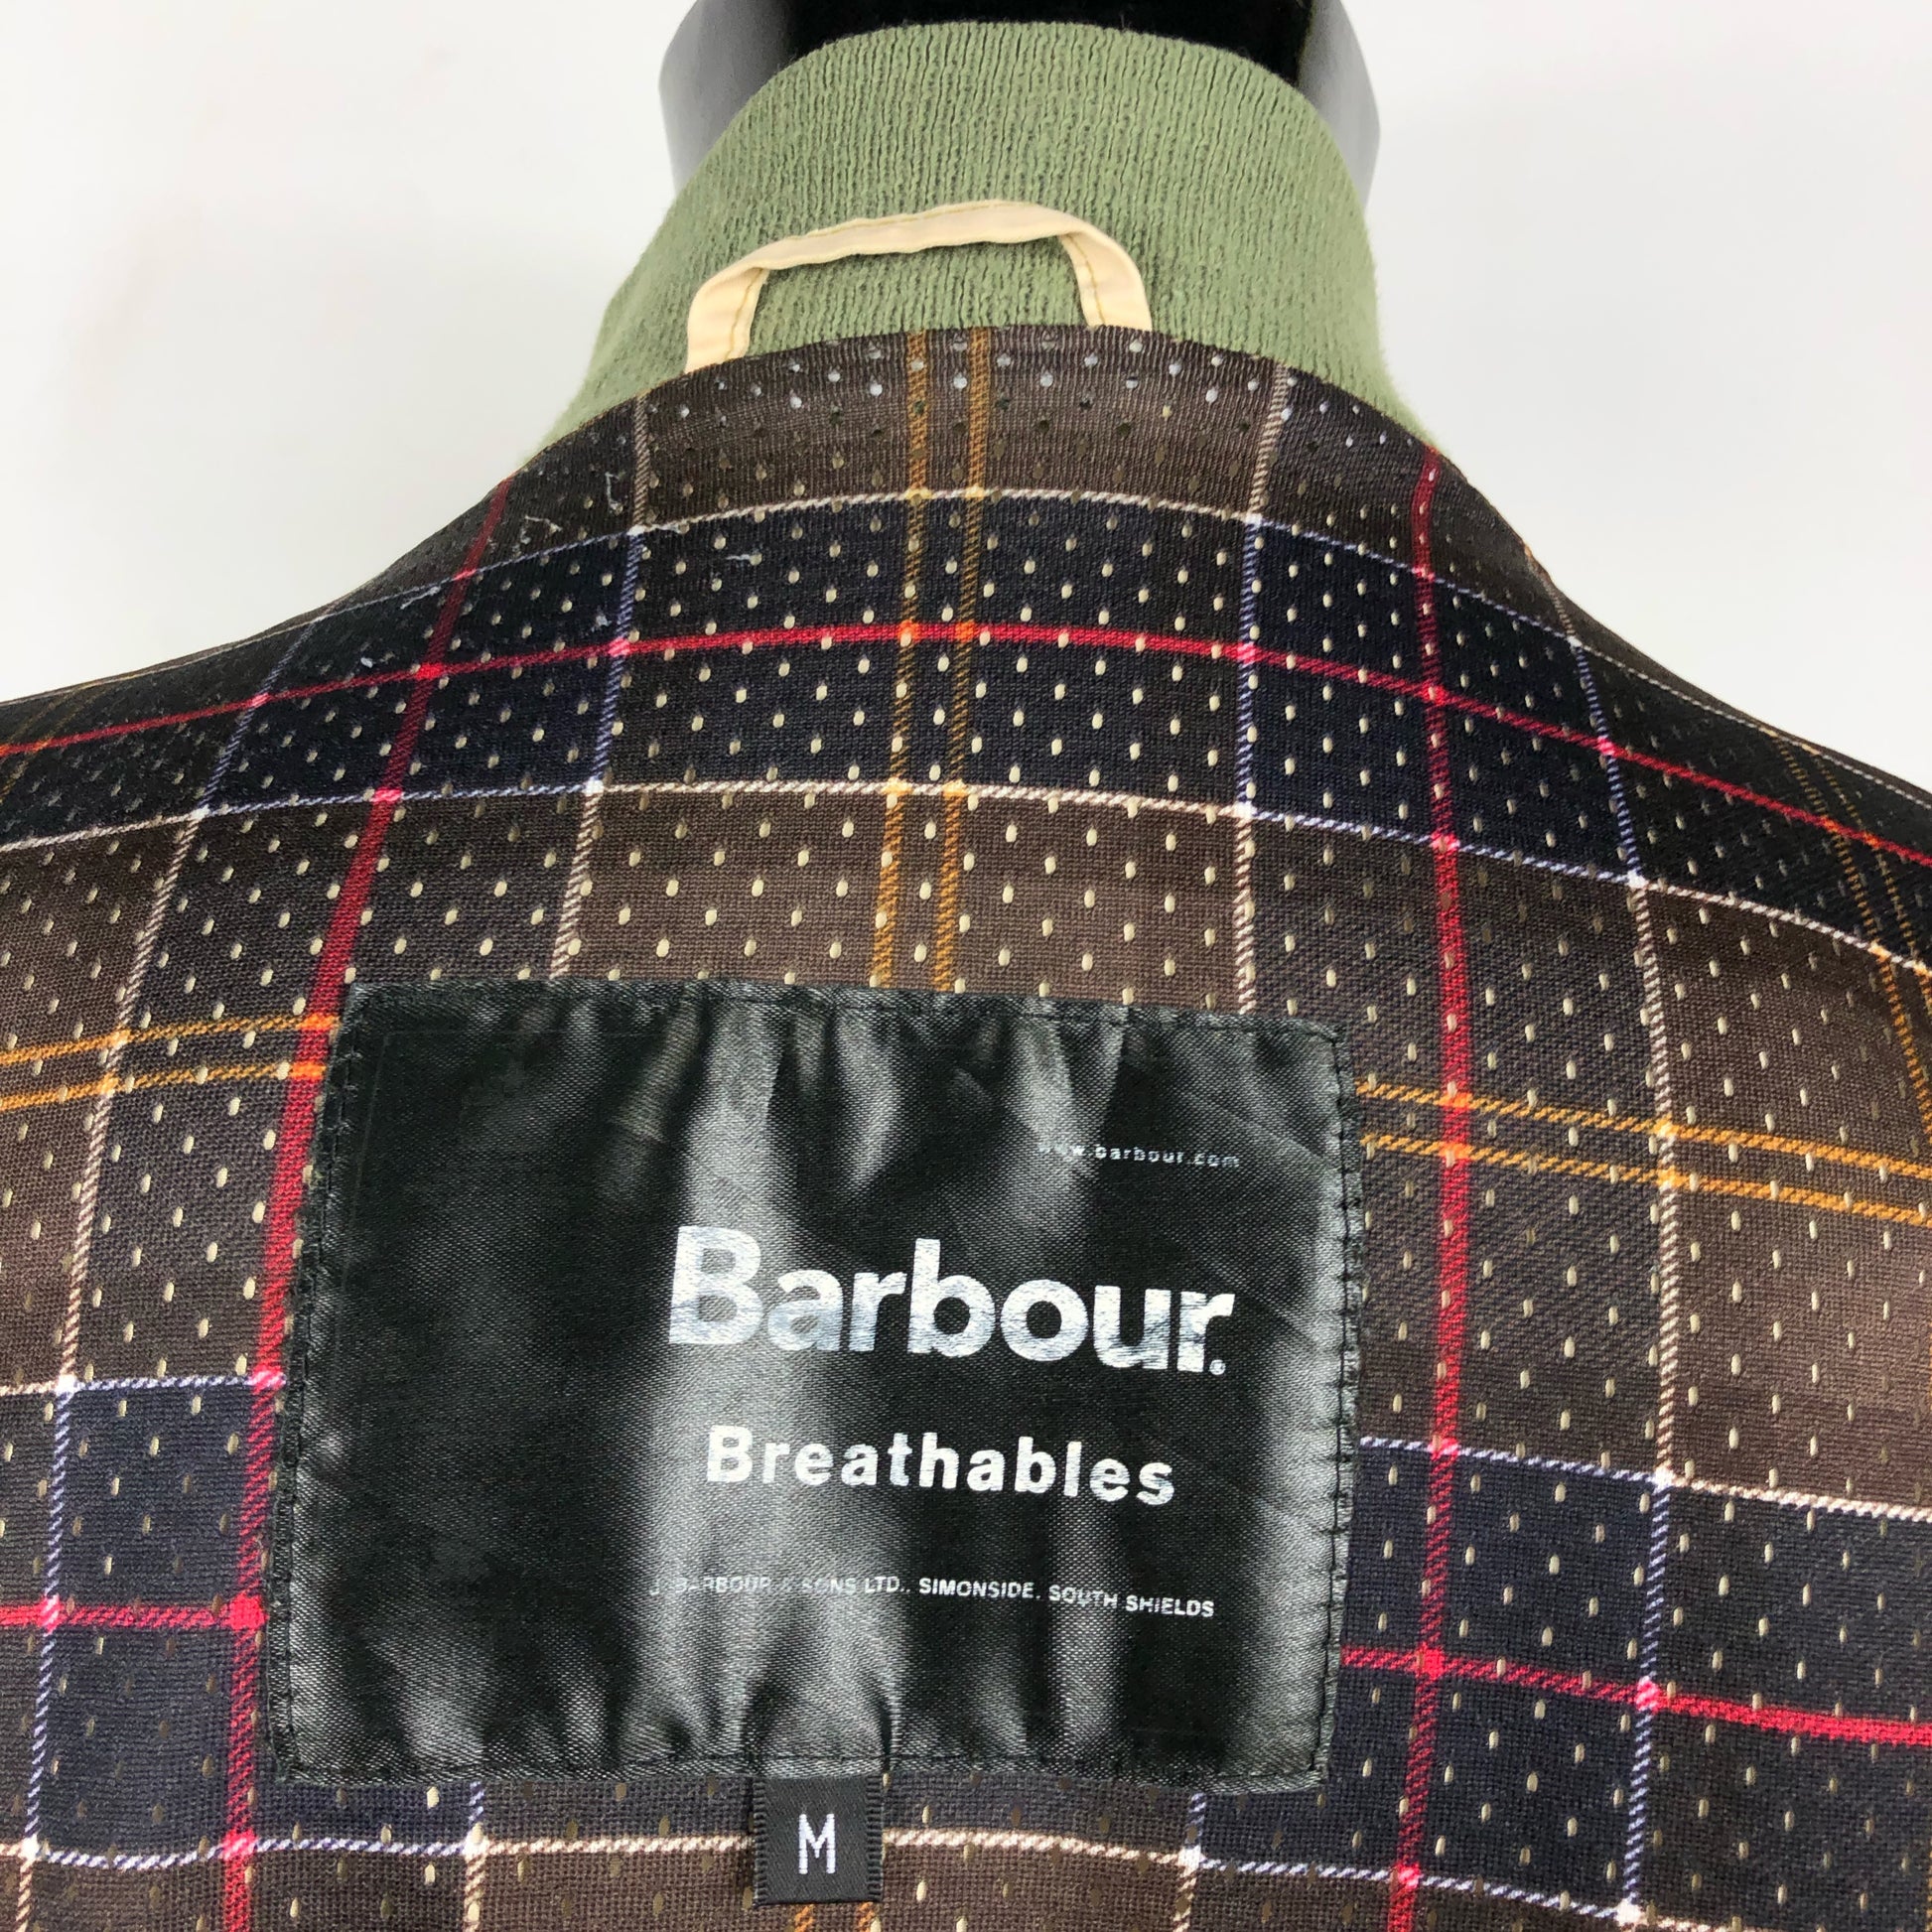 www.barbour.com
Barbour.
Breathables
J. BARBOUR & SONS LTD., SIMONSIDE, SOUTH SHIELDS
M